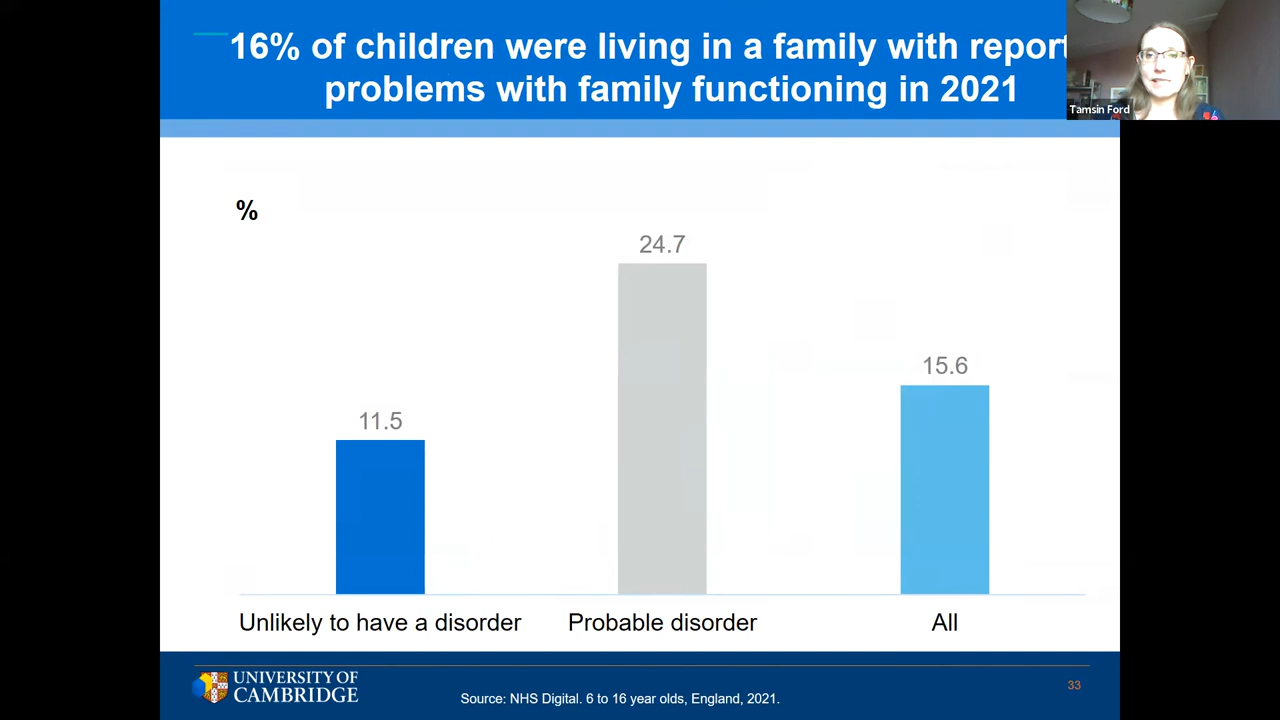 16% of children were living in a family with report
problems with family functioning in 2021
Tamsin Ford
%
24.7
15.6
11.5
Unlikely to have a disorder
Probable disorder
All
UNIVERSITY OF
CAMBRIDGE
Source: NHS Digital. 6 to 16 year olds, England, 2021.
33